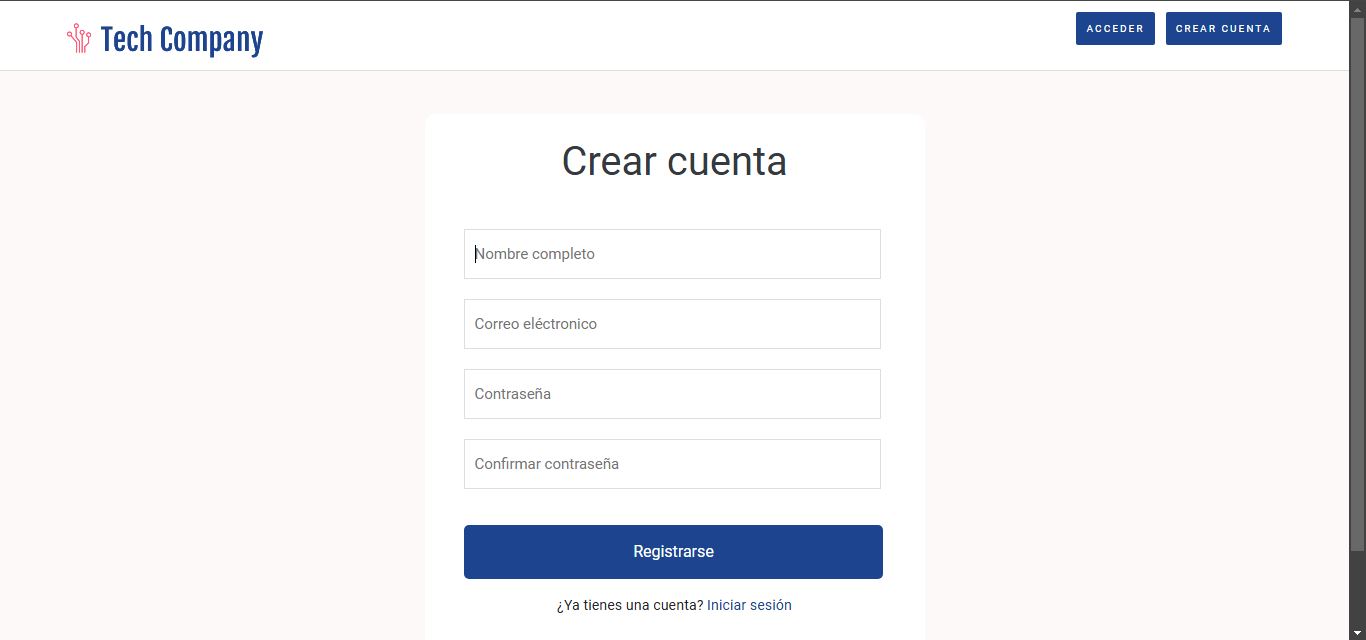 Tech Company
ACCEDER
CREAR CUENTA
Crear cuenta
Nombre completo
Correo eléctronico
Contraseña
Confirmar contraseña
Registrarse
¿Ya tienes una cuenta? Iniciar sesión